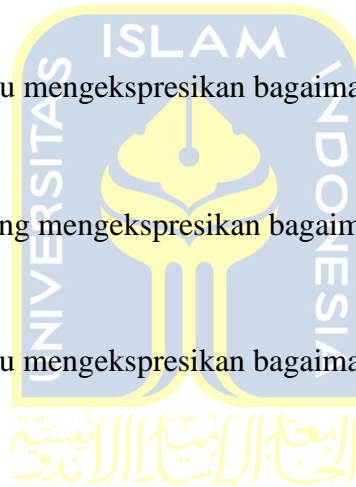 ISLAM
UNIVERSITAS
INDONESIA
u mengekspresikan bagaima
ng mengekspresikan bagaim
u mengekspresikan bagaima